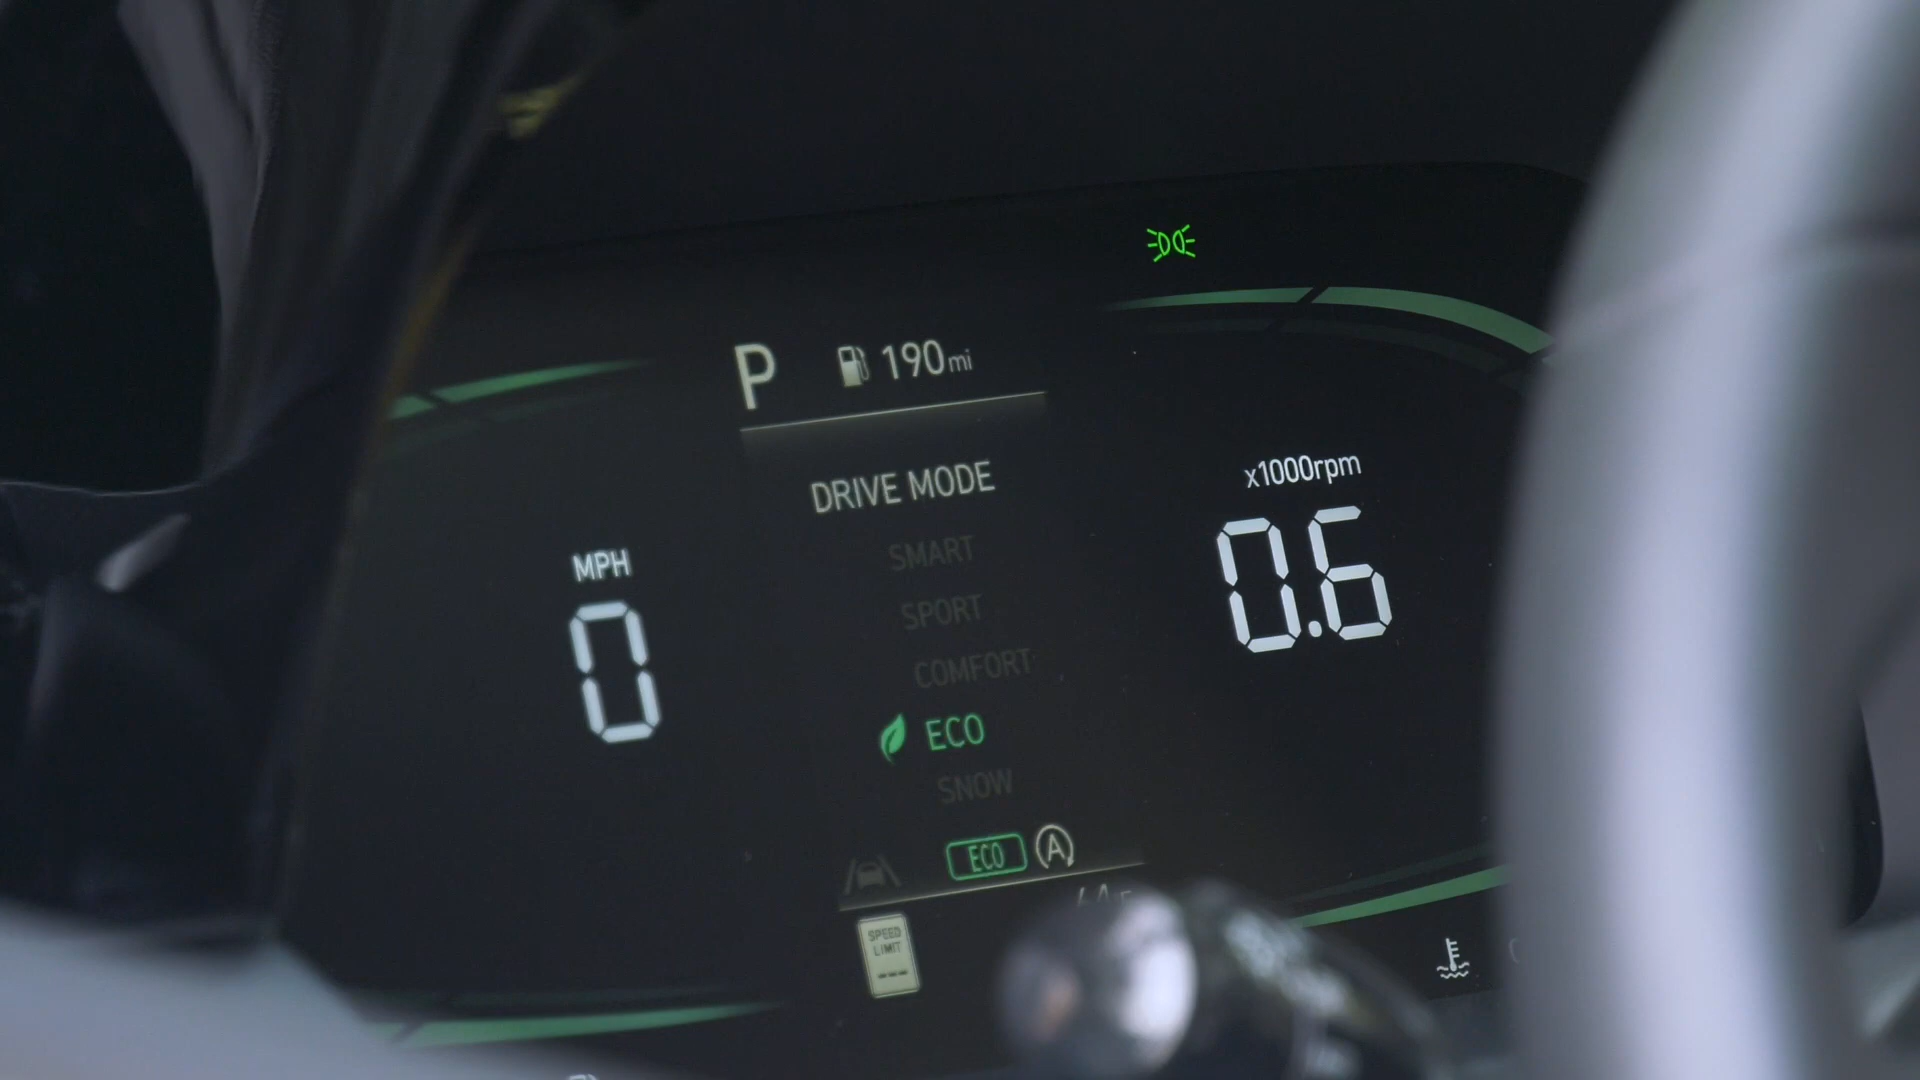 P 190mi
DRIVE MODE
x1000rpm
0.6
SMART
MPH
0
SPORT
COMFORT
ECO
SNOW
ECO A
SPEED
LIMIT
---